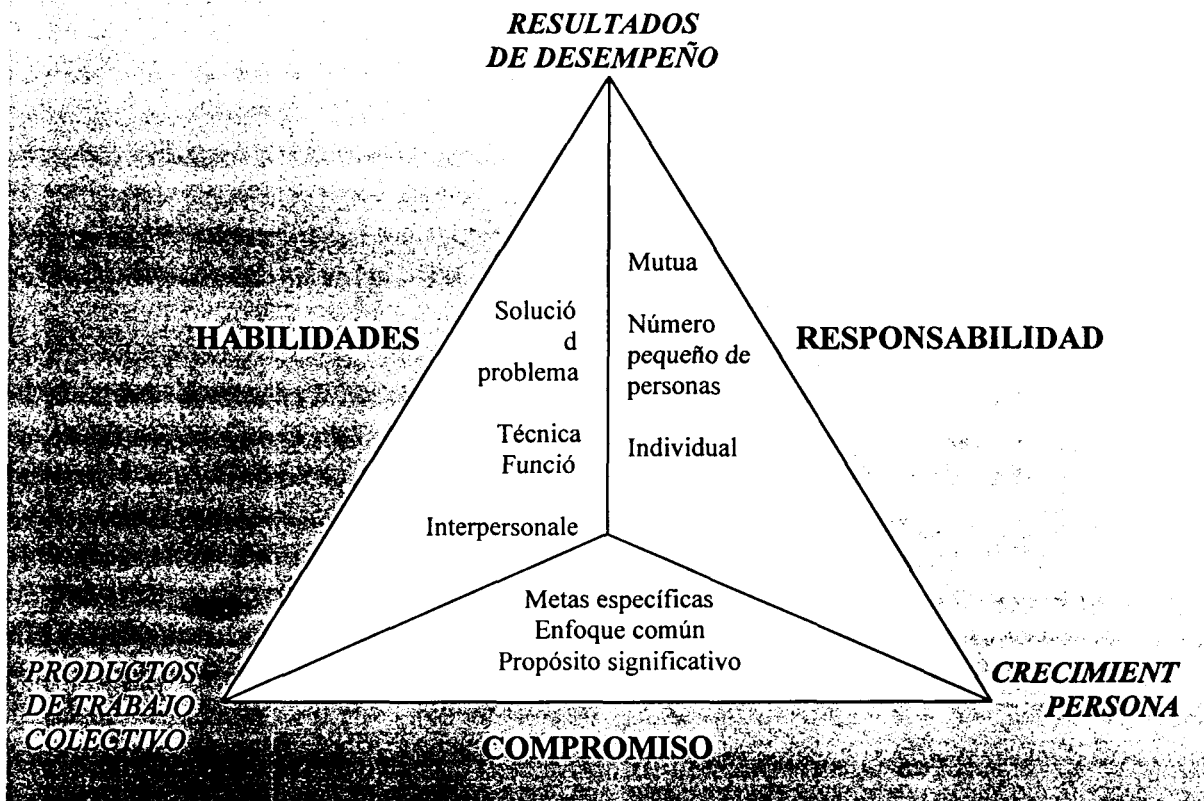 RESULTADOS
DE DESEMPEÑO
HABILIDADES
Solució
d
problema
Técnica
Funció
Interpersonale
Mutua
Número
pequeño de
personas
Individual
RESPONSABILIDAD
Metas específicas
Enfoque común
Propósito significativo
PRODUCTOS
DE TRABAJO
COLECTIVO
COMPROMISO
CRECIMIENT
PERSONA